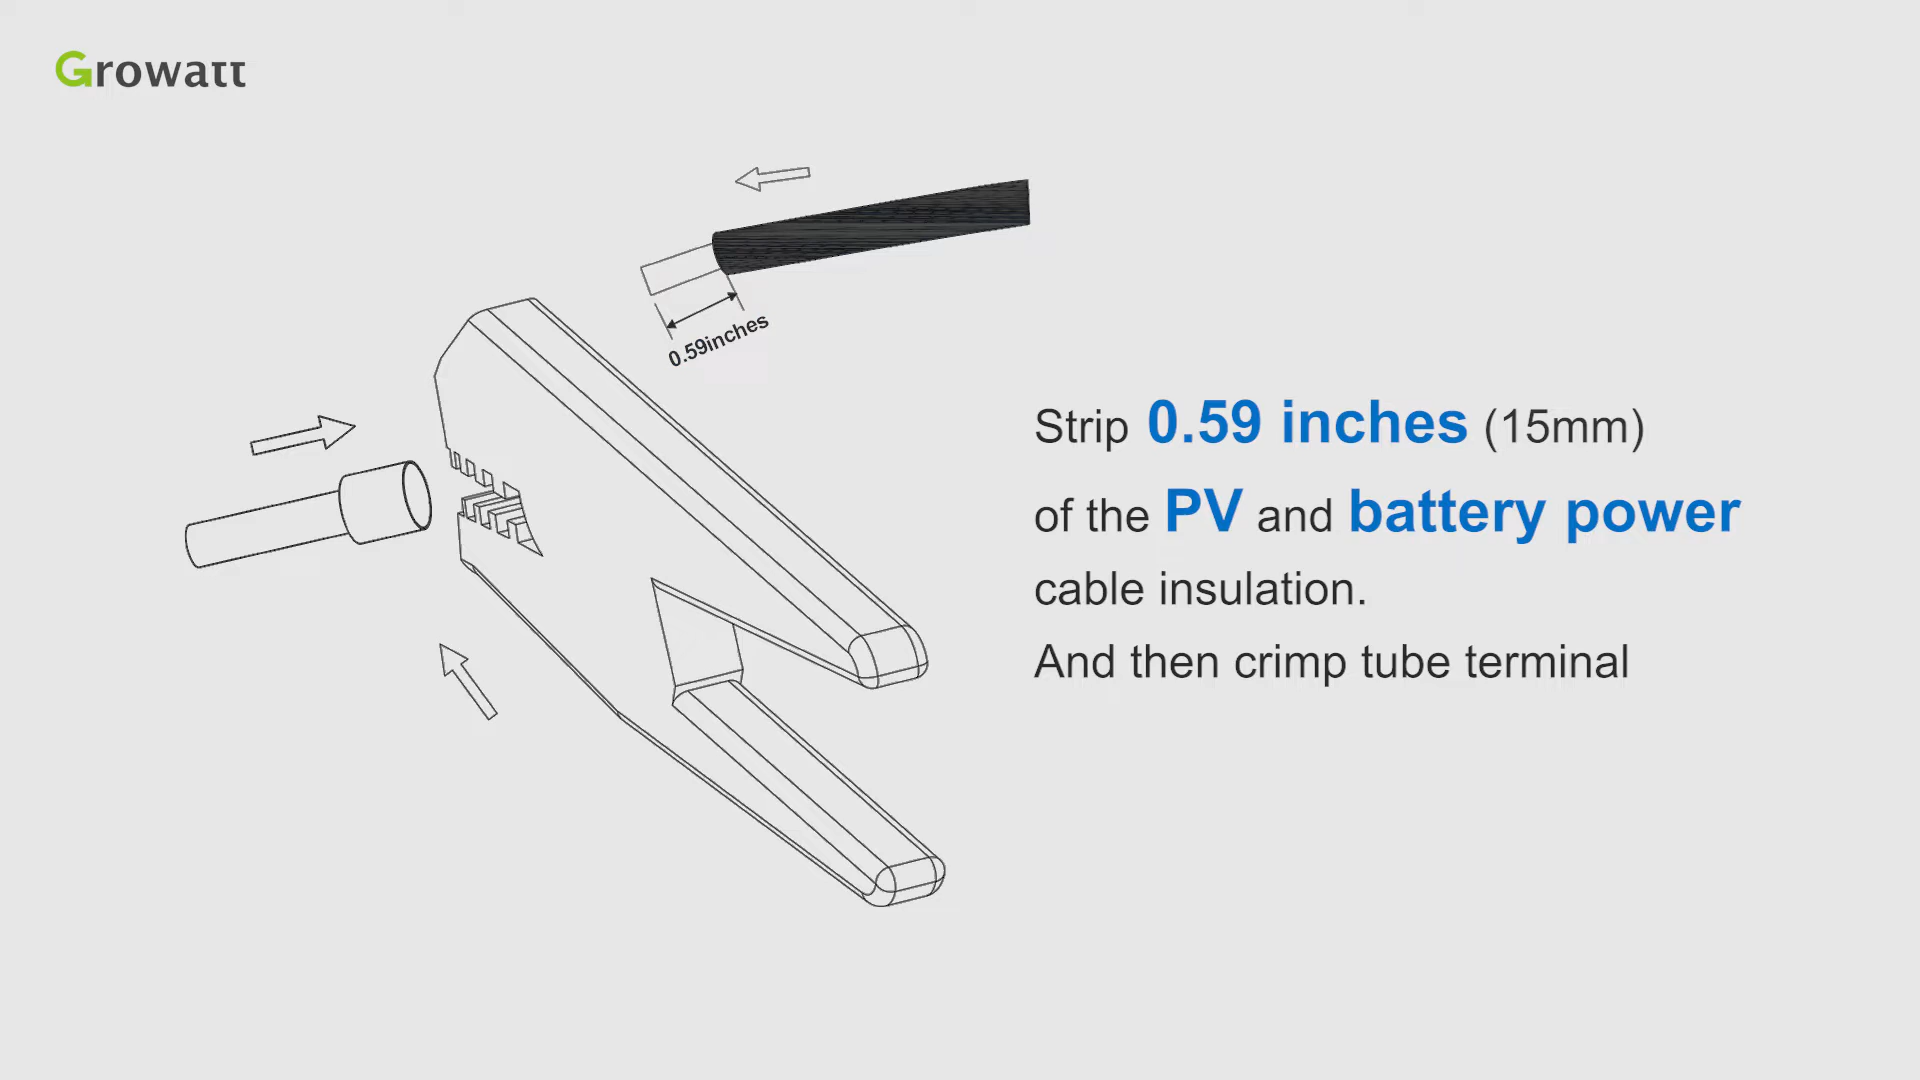 Growatt
0.59inches
Strip 0.59 inches (15mm)
of the PV and battery power
cable insulation.
And then crimp tube terminal